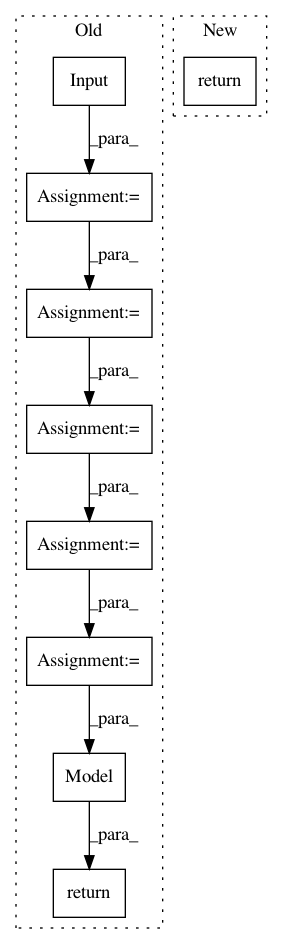 Old
New
Input
return
_para_
Assignment:=
_para_
Assignment:=
_para_
Assignment:=
_para_
Assignment:=
_para_
Assignment:=
_para_
Model
_para_
return